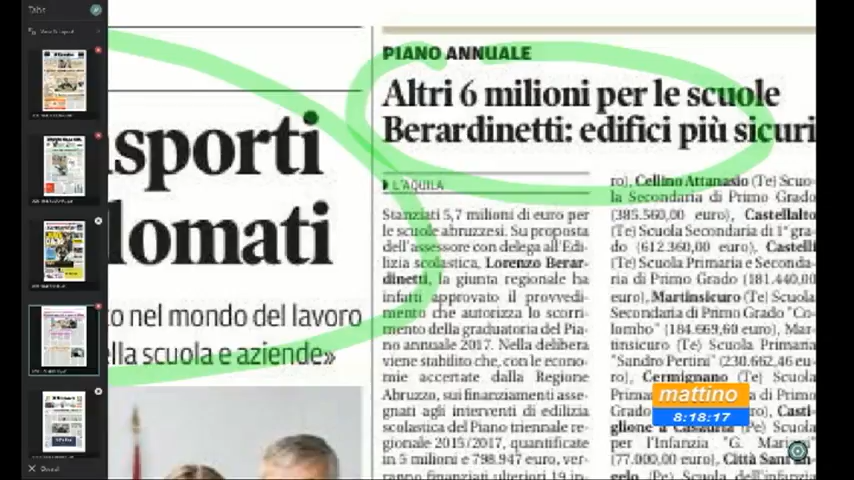 Tabs
sporti
lomati
o nel mondo del lavoro
ella scuola e aziende»
PIANO ANNUALE
Altri 6 milioni per le scuole
Berardinetti: edifici più sicuri
L'AQUILA
Stanziati 5,7 milioni di euro per
le scuole abruzzesi. Su proposta
dell'assessore con delega all'Edi-
lizia scolastica, Lorenzo Berar-
dinetti, la giunta regionale ha
infatti approvato il provvedi-
mento che autorizza lo scorri-
mento della graduatoria del Pia-
no annuale 2017. Nella delibera
viene stabilito che, con le econo-
mie accertate dalla Regione
Abruzzo, sui finanziamenti asse-
gnati agli interventi di edilizia
scolastica del Piano triennale re-
gionale 2015/2017, quantificate
in 5 milioni e 798.947 euro, ver-
ranno finanziati ulteriori 19 in-
ro), Cellino Attanasio (Te) Scuo-
la Secondaria di Primo Grado
(385.560,00 euro), Castellalto
(Te) Scuola Secondaria di 1° gra-
do (612.360,00 euro), Castelli
(Te) Scuola Primaria e Seconda-
ria di Primo Grado (181.440,00
euro), Martinsicuro (Te) Scuola
Secondaria di Primo Grado "Co-
lombo" (184.669,60 euro), Mar-
tinsicuro (Te) Scuola Primaria
"Sandro Pertini" (230.662,46 eu-
ro), Cermignano (Te) Scuola
Prima a di Primo
Grado Casti-
glione a Casauria (Pe) Scuola
per l'Infanzia "G. Marini"
(77.000,00 euro), Città Sant'An-
gelo (Pe) Scuola dell'infanzia
mattino
8:18:17